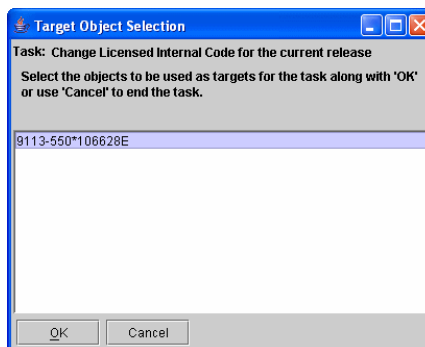 Target Object Selection
Task: Change Licensed Internal Code for the current release
Select the objects to be used as targets for the task along with 'OK'
or use 'Cancel' to end the task.
9113-550*106628E
OK
Cancel